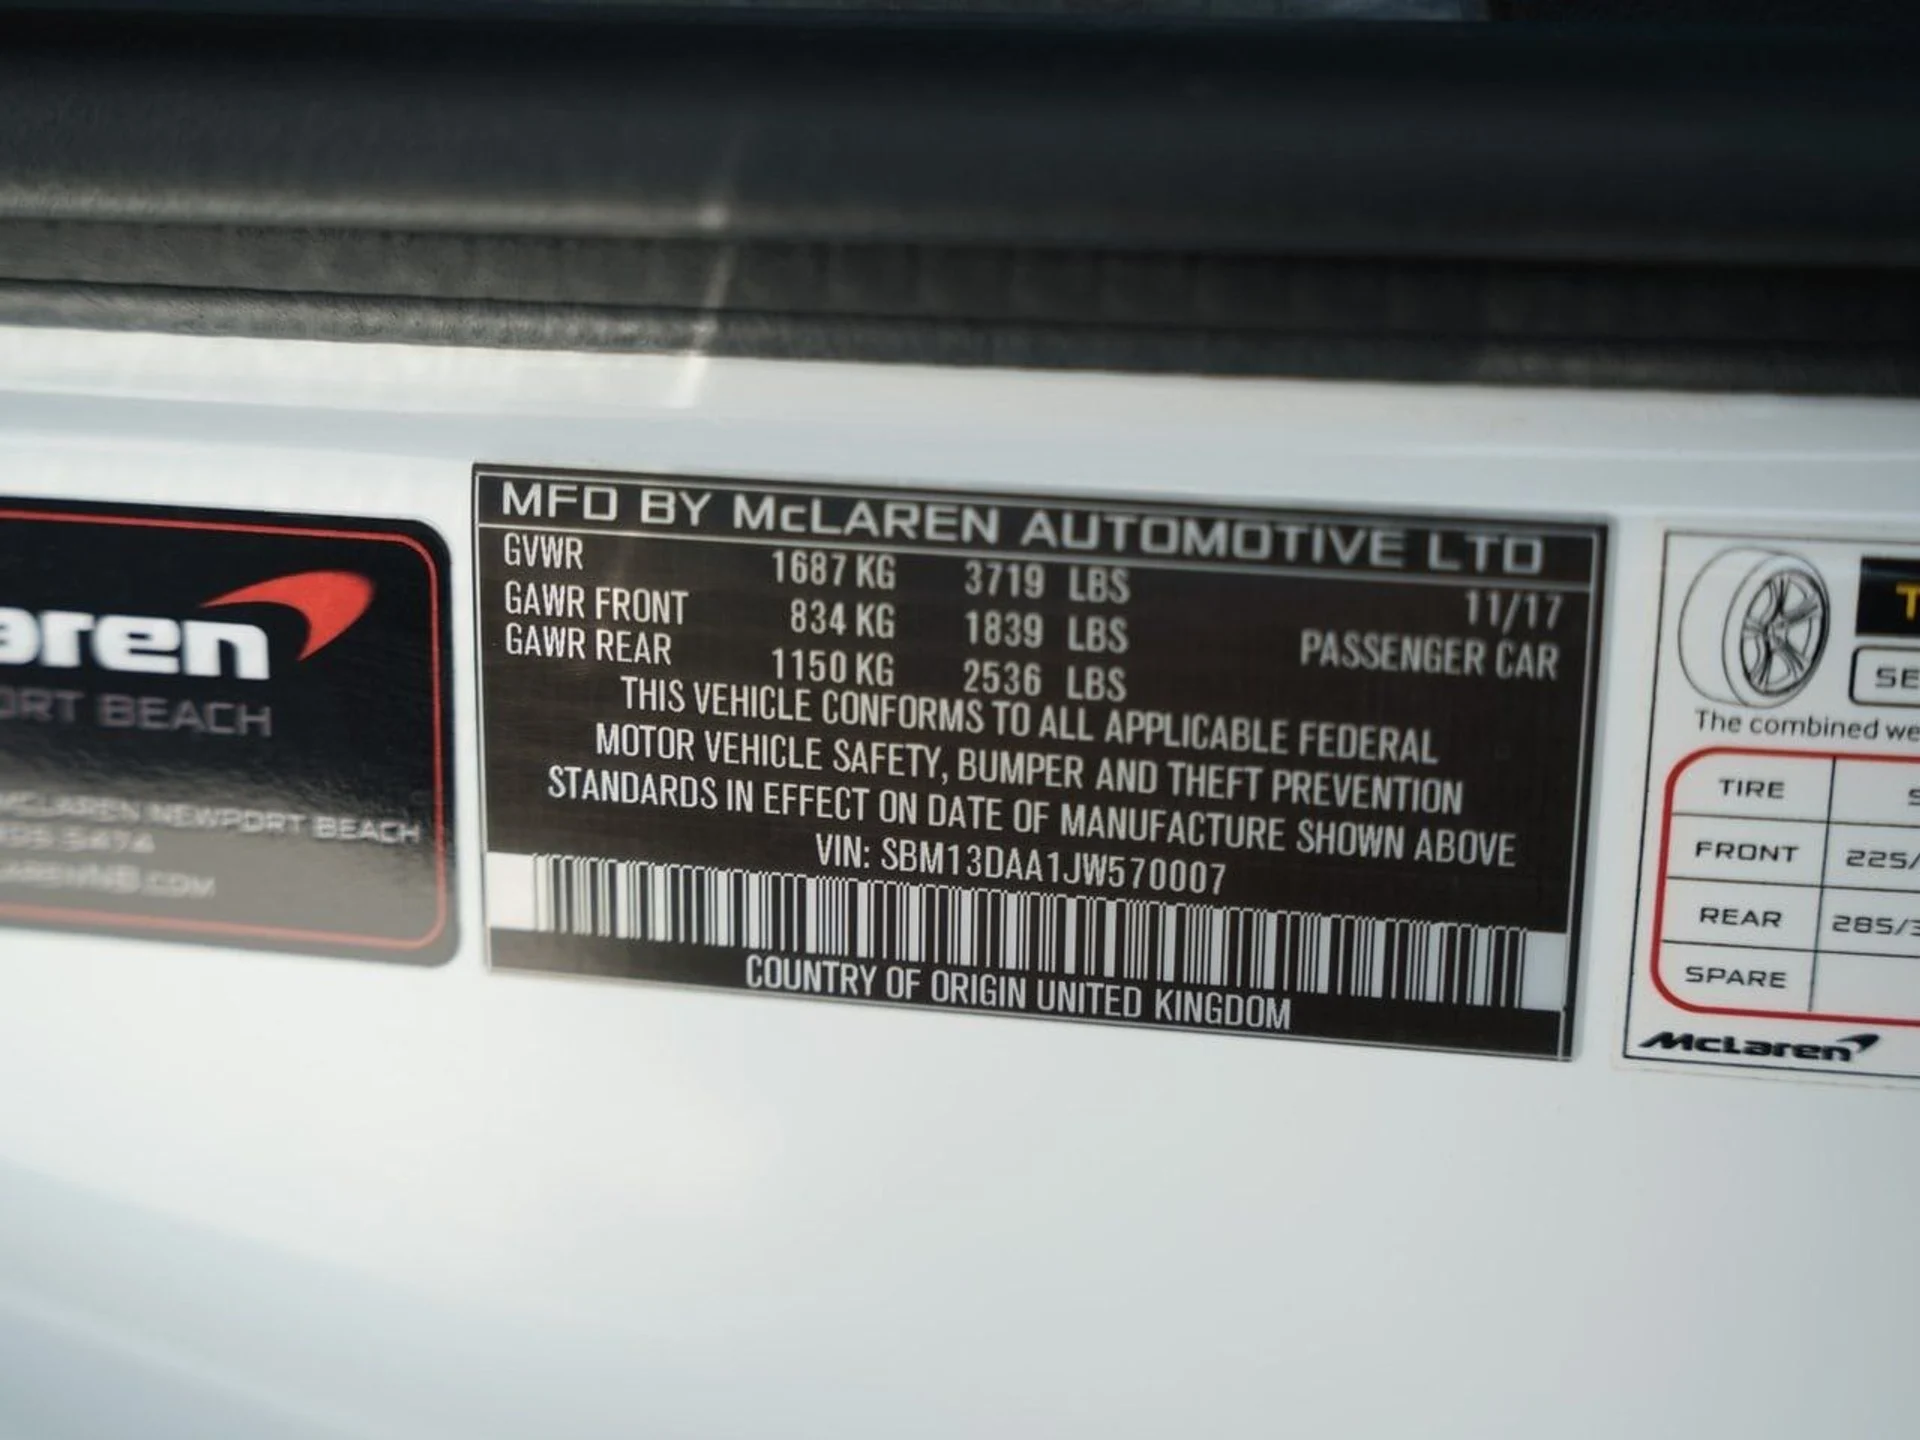 aren
ORT BEACH
McLAREN NEWPORT BEACH
MFD BY McLAREN AUTOMOTIVE LTD
GVWR 1687 KG 3719 LBS
11/17
GAWR FRONT 834 KG 1839 LBS
PASSENGER CAR
GAWR REAR 1150 KG 2536 LBS
THIS VEHICLE CONFORMS TO ALL APPLICABLE FEDERAL
MOTOR VEHICLE SAFETY, BUMPER AND THEFT PREVENTION
STANDARDS IN EFFECT ON DATE OF MANUFACTURE SHOWN ABOVE
VIN: SBM13DAA1JW570007
COUNTRY OF ORIGIN UNITED KINGDOM
T
SE
The combined we
TIRE S
FRONT 225/
REAR 285/3
SPARE
McLaren